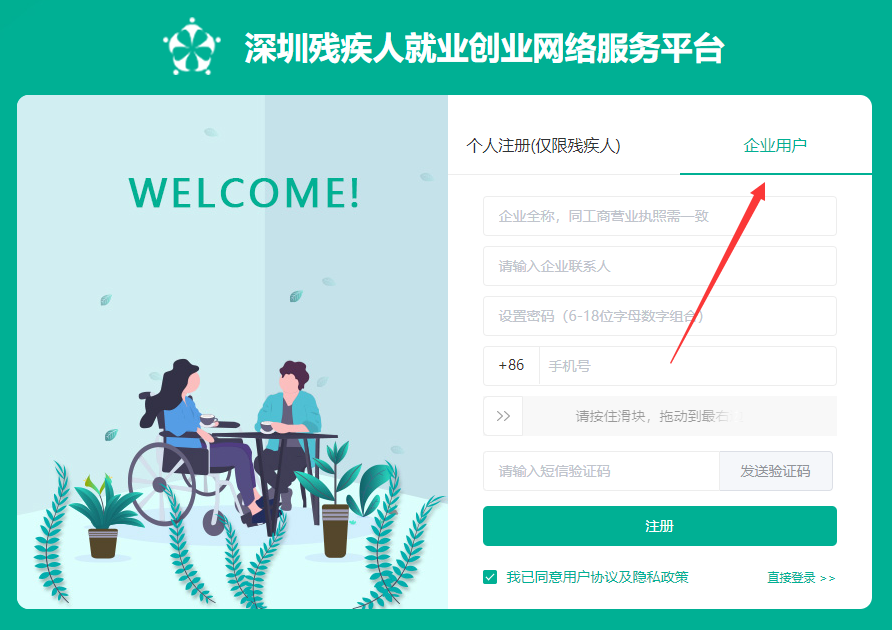 深圳残疾人就业创业网络服务平台
WELCOME!
个人注册(仅限残疾人)
企业用户
企业全称，同工商营业执照需一致
请输入企业联系人
设置密码（6-18位字母数字组合）
+86 手机号
>> 请按住滑块，拖动到最右
请输入短信验证码 发送验证码
注册
我已同意用户协议及隐私政策 直接登录 >>